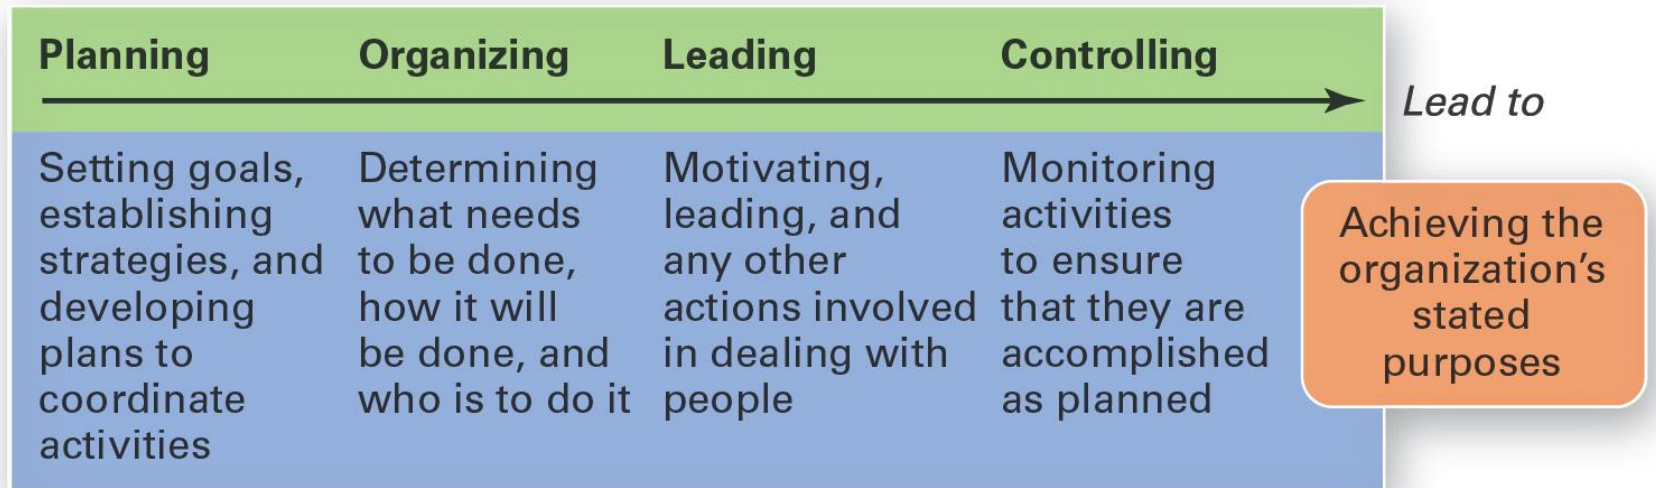 Planning
Organizing
Leading
Controlling
Lead to
Setting goals,
establishing
strategies, and
developing
plans to
coordinate
activities
Determining
what needs
to be done,
how it will
be done, and
who is to do it
Motivating,
leading, and
any other
actions involved
in dealing with
people
Monitoring
activities
to ensure
that they are
accomplished
as planned
Achieving the
organization’s
stated
purposes